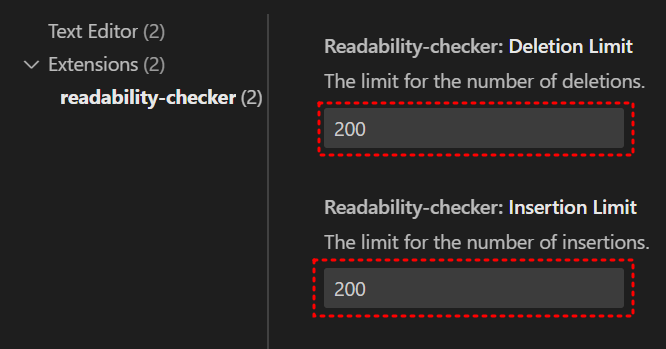 Text Editor (2)
Extensions (2)
readability-checker (2)
Readability-checker: Deletion Limit
The limit for the number of deletions.
200
Readability-checker: Insertion Limit
The limit for the number of insertions.
200